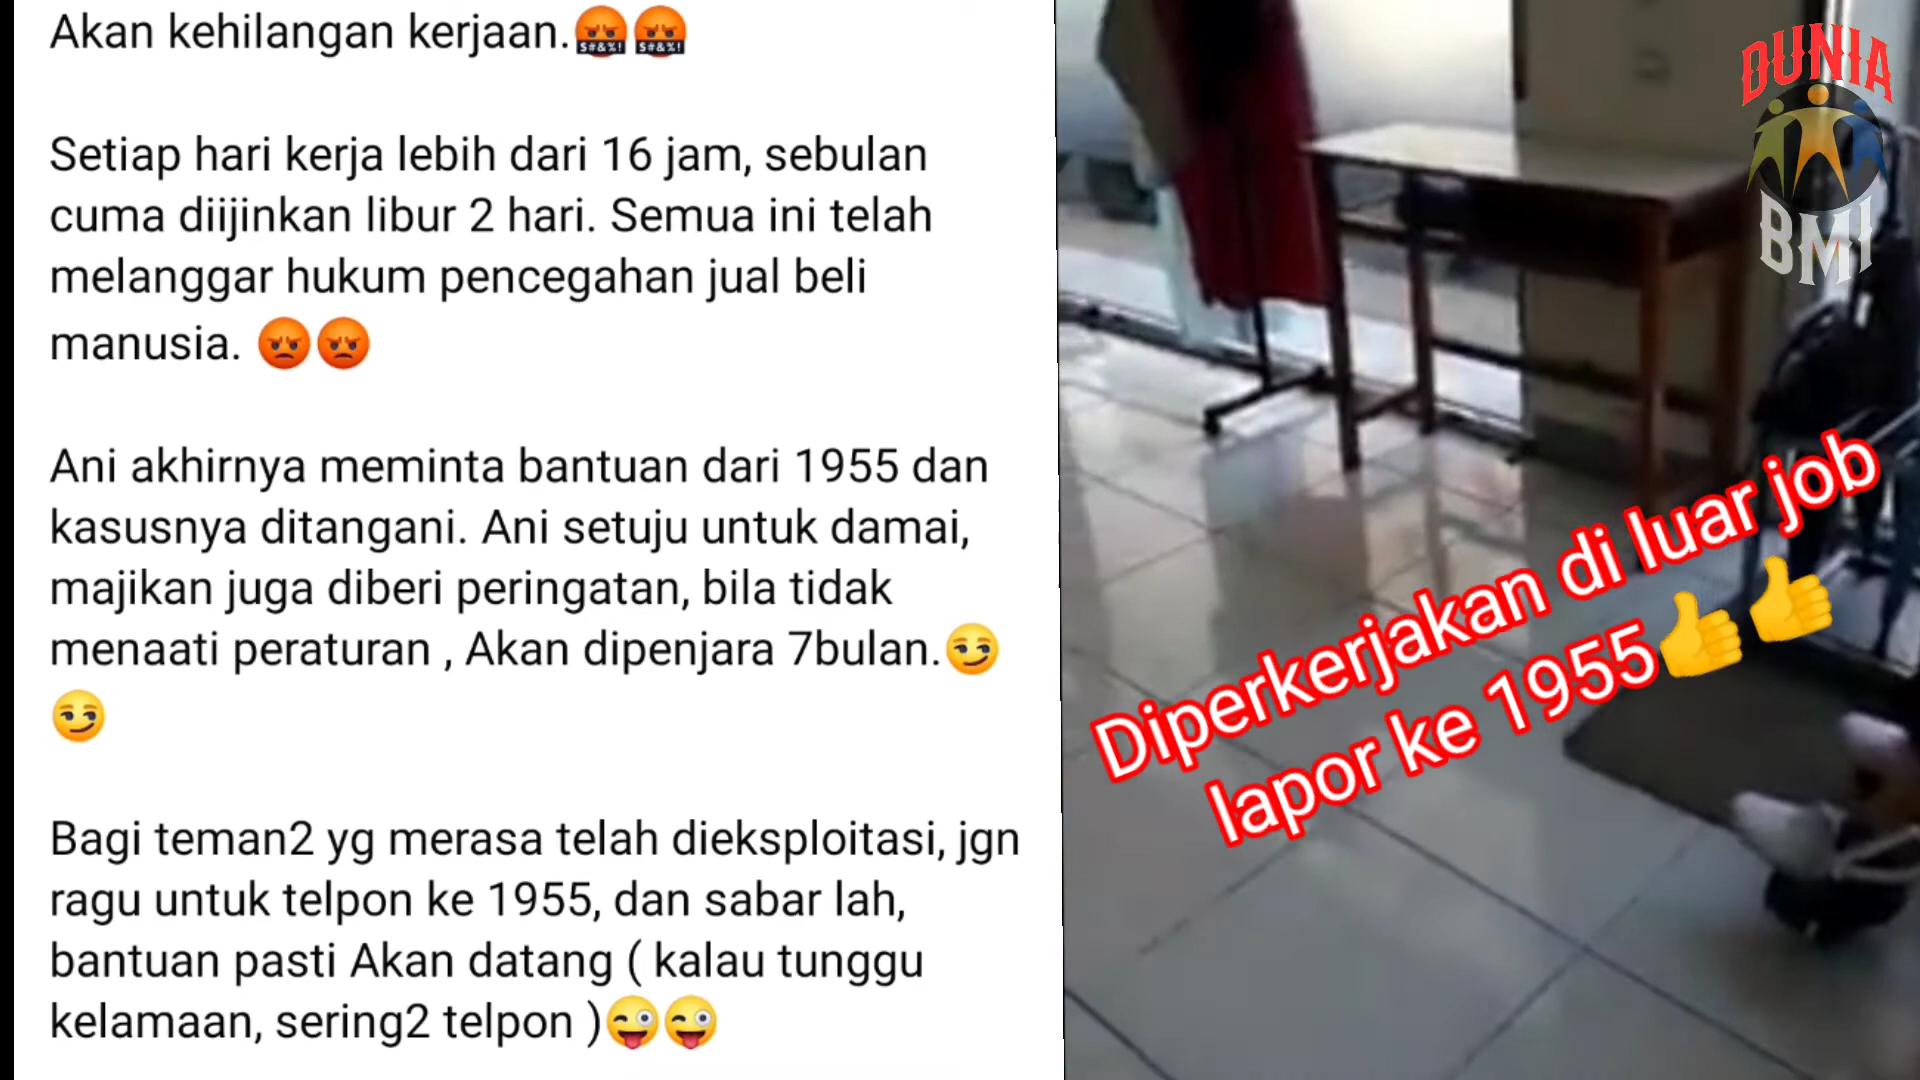 Akan kehilangan kerjaan.🤬🤬
Setiap hari kerja lebih dari 16 jam, sebulan
cuma diijinkan libur 2 hari. Semua ini telah
melanggar hukum pencegahan jual beli
manusia. 😡😡
Ani akhirnya meminta bantuan dari 1955 dan
kasusnya ditangani. Ani setuju untuk damai,
majikan juga diberi peringatan, bila tidak
menaati peraturan , Akan dipenjara 7bulan.😏
😏
Bagi teman2 yg merasa telah dieksploitasi, jgn
ragu untuk telpon ke 1955, dan sabar lah,
bantuan pasti Akan datang ( kalau tunggu
kelamaan, sering2 telpon )😜😜
DUNIA
BMI
Diperkerjakan di luar job
lapor ke 1955👍👍